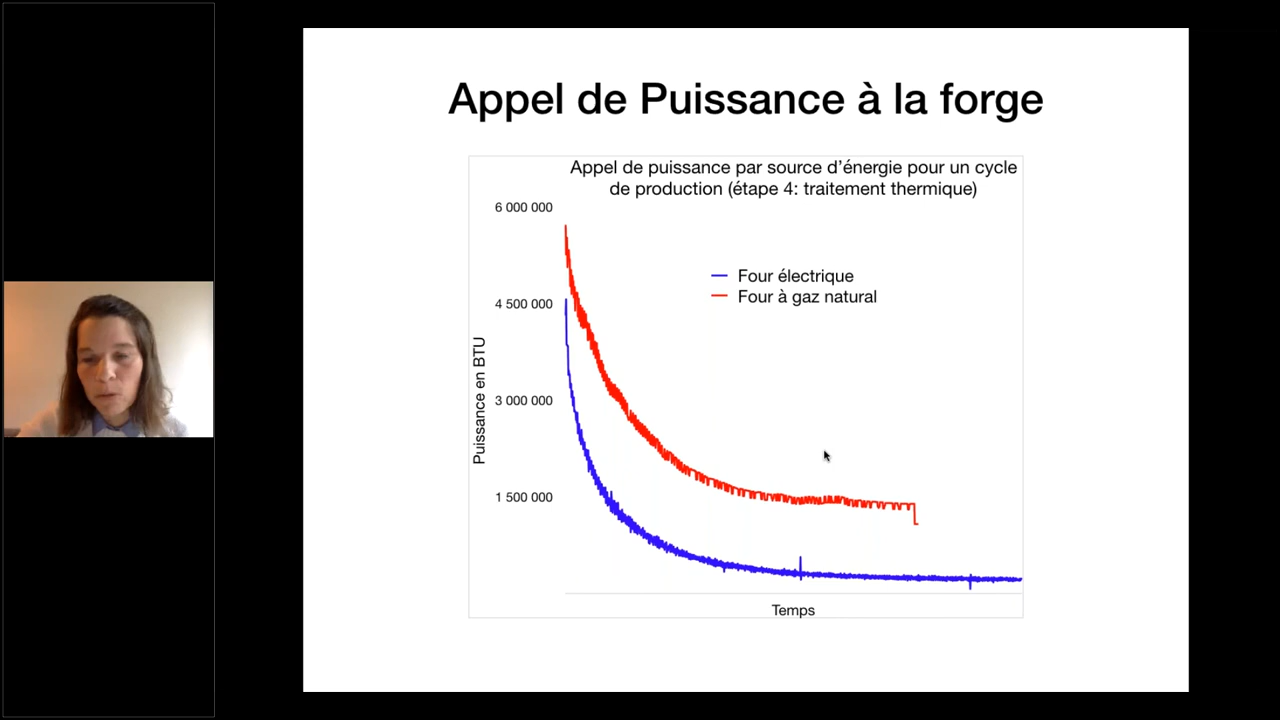 Appel de Puissance à la forge
Appel de puissance par source d’énergie pour un cycle
de production (étape 4: traitement thermique)
6 000 000
Four électrique
Four à gaz natural
4 500 000
Puissance en BTU
3 000 000
1 500 000
Temps